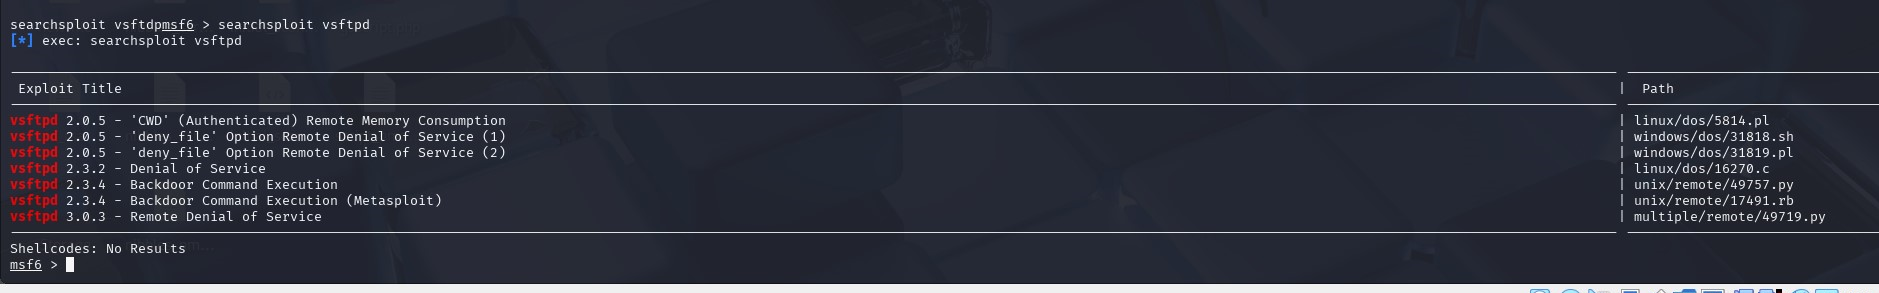 searchsploit vsftdpmsf6 > searchsploit vsftpd
[*] exec: searchsploit vsftpd
Exploit Title | Path
vsftpd 2.0.5 - 'CWD' (Authenticated) Remote Memory Consumption | linux/dos/5814.pl
vsftpd 2.0.5 - 'deny_file' Option Remote Denial of Service (1) | windows/dos/31818.sh
vsftpd 2.0.5 - 'deny_file' Option Remote Denial of Service (2) | windows/dos/31819.pl
vsftpd 2.3.2 - Denial of Service | linux/dos/16270.c
vsftpd 2.3.4 - Backdoor Command Execution | unix/remote/49757.py
vsftpd 2.3.4 - Backdoor Command Execution (Metasploit) | unix/remote/17491.rb
vsftpd 3.0.3 - Remote Denial of Service | multiple/remote/49719.py
Shellcodes: No Results
msf6 >